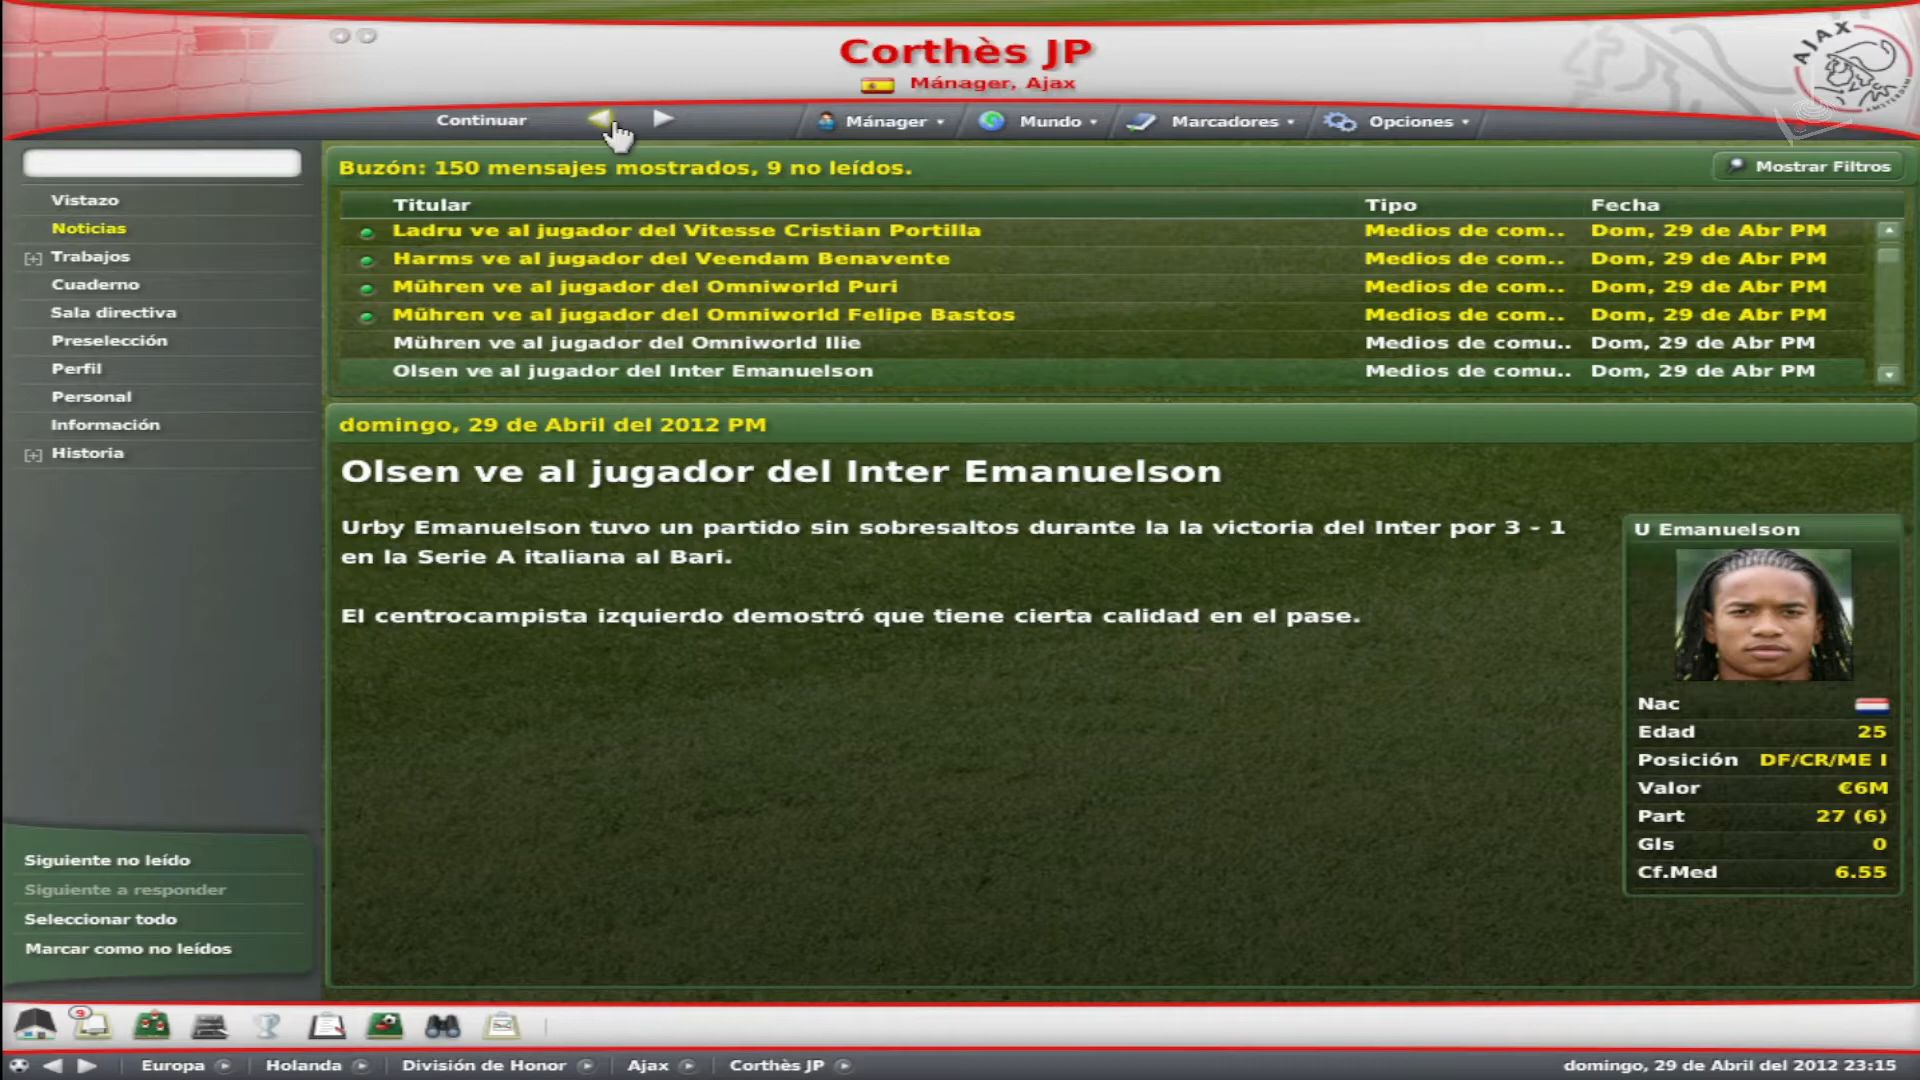 Corthès JP
Mánager, Ajax
AJAX
AMSTERDAM
Continuar
Mánager
Mundo
Marcadores
Opciones
Vistazo
Noticias
[+] Trabajos
Cuaderno
Sala directiva
Preselección
Perfil
Personal
Información
[+] Historia
Buzón: 150 mensajes mostrados, 9 no leídos.
Mostrar Filtros
Titular Tipo Fecha
Ladru ve al jugador del Vitesse Cristian Portilla Medios de com.. Dom, 29 de Abr PM
Harms ve al jugador del Veendam Benavente Medios de com.. Dom, 29 de Abr PM
Mühren ve al jugador del Omniworld Puri Medios de com.. Dom, 29 de Abr PM
Mühren ve al jugador del Omniworld Felipe Bastos Medios de com.. Dom, 29 de Abr PM
Mühren ve al jugador del Omniworld Ilie Medios de comu.. Dom, 29 de Abr PM
Olsen ve al jugador del Inter Emanuelson Medios de comu.. Dom, 29 de Abr PM
domingo, 29 de Abril del 2012 PM
Olsen ve al jugador del Inter Emanuelson
Urby Emanuelson tuvo un partido sin sobresaltos durante la la victoria del Inter por 3 - 1
en la Serie A italiana al Bari.
El centrocampista izquierdo demostró que tiene cierta calidad en el pase.
U Emanuelson
Nac
Edad 25
Posición DF/CR/ME I
Valor €6M
Part 27 (6)
Gls 0
Cf.Med 6.55
Siguiente no leído
Siguiente a responder
Seleccionar todo
Marcar como no leídos
9
Europa
Holanda
División de Honor
Ajax
Corthès JP
domingo, 29 de Abril del 2012 23:15